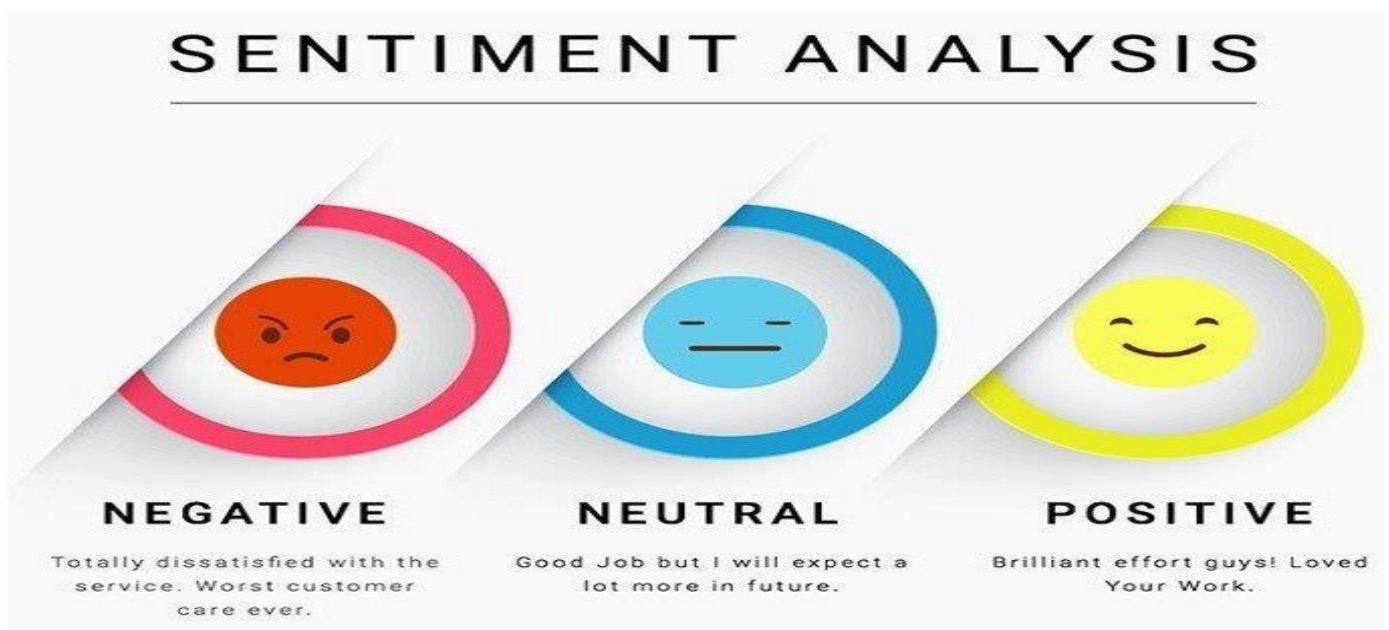 SENTIMENT ANALYSIS
NEGATIVE
Totally dissatisfied with the
service. Worst customer
care ever.
NEUTRAL
Good Job but I will expect a
lot more in future.
POSITIVE
Brilliant effort guys! Loved
Your Work.